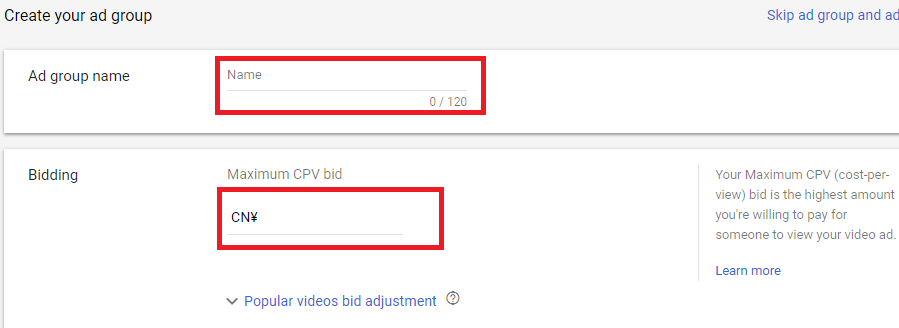 Create your ad group
Skip ad group and ad
Ad group name
Name
0 / 120
Bidding
Maximum CPV bid
CN¥
Your Maximum CPV (cost-per-
view) bid is the highest amount
you're willing to pay for
someone to view your video ad.
Learn more
Popular videos bid adjustment